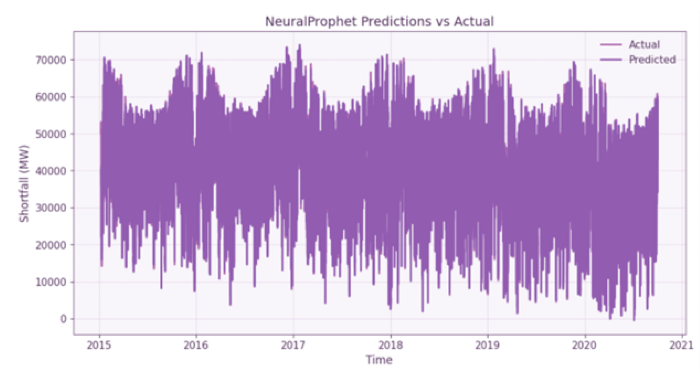 NeuralProphet Predictions vs Actual
Actual
Predicted
Shortfall (MW)
70000
60000
50000
40000
30000
20000
10000
0
2015 2016 2017 2018 2019 2020 2021
Time